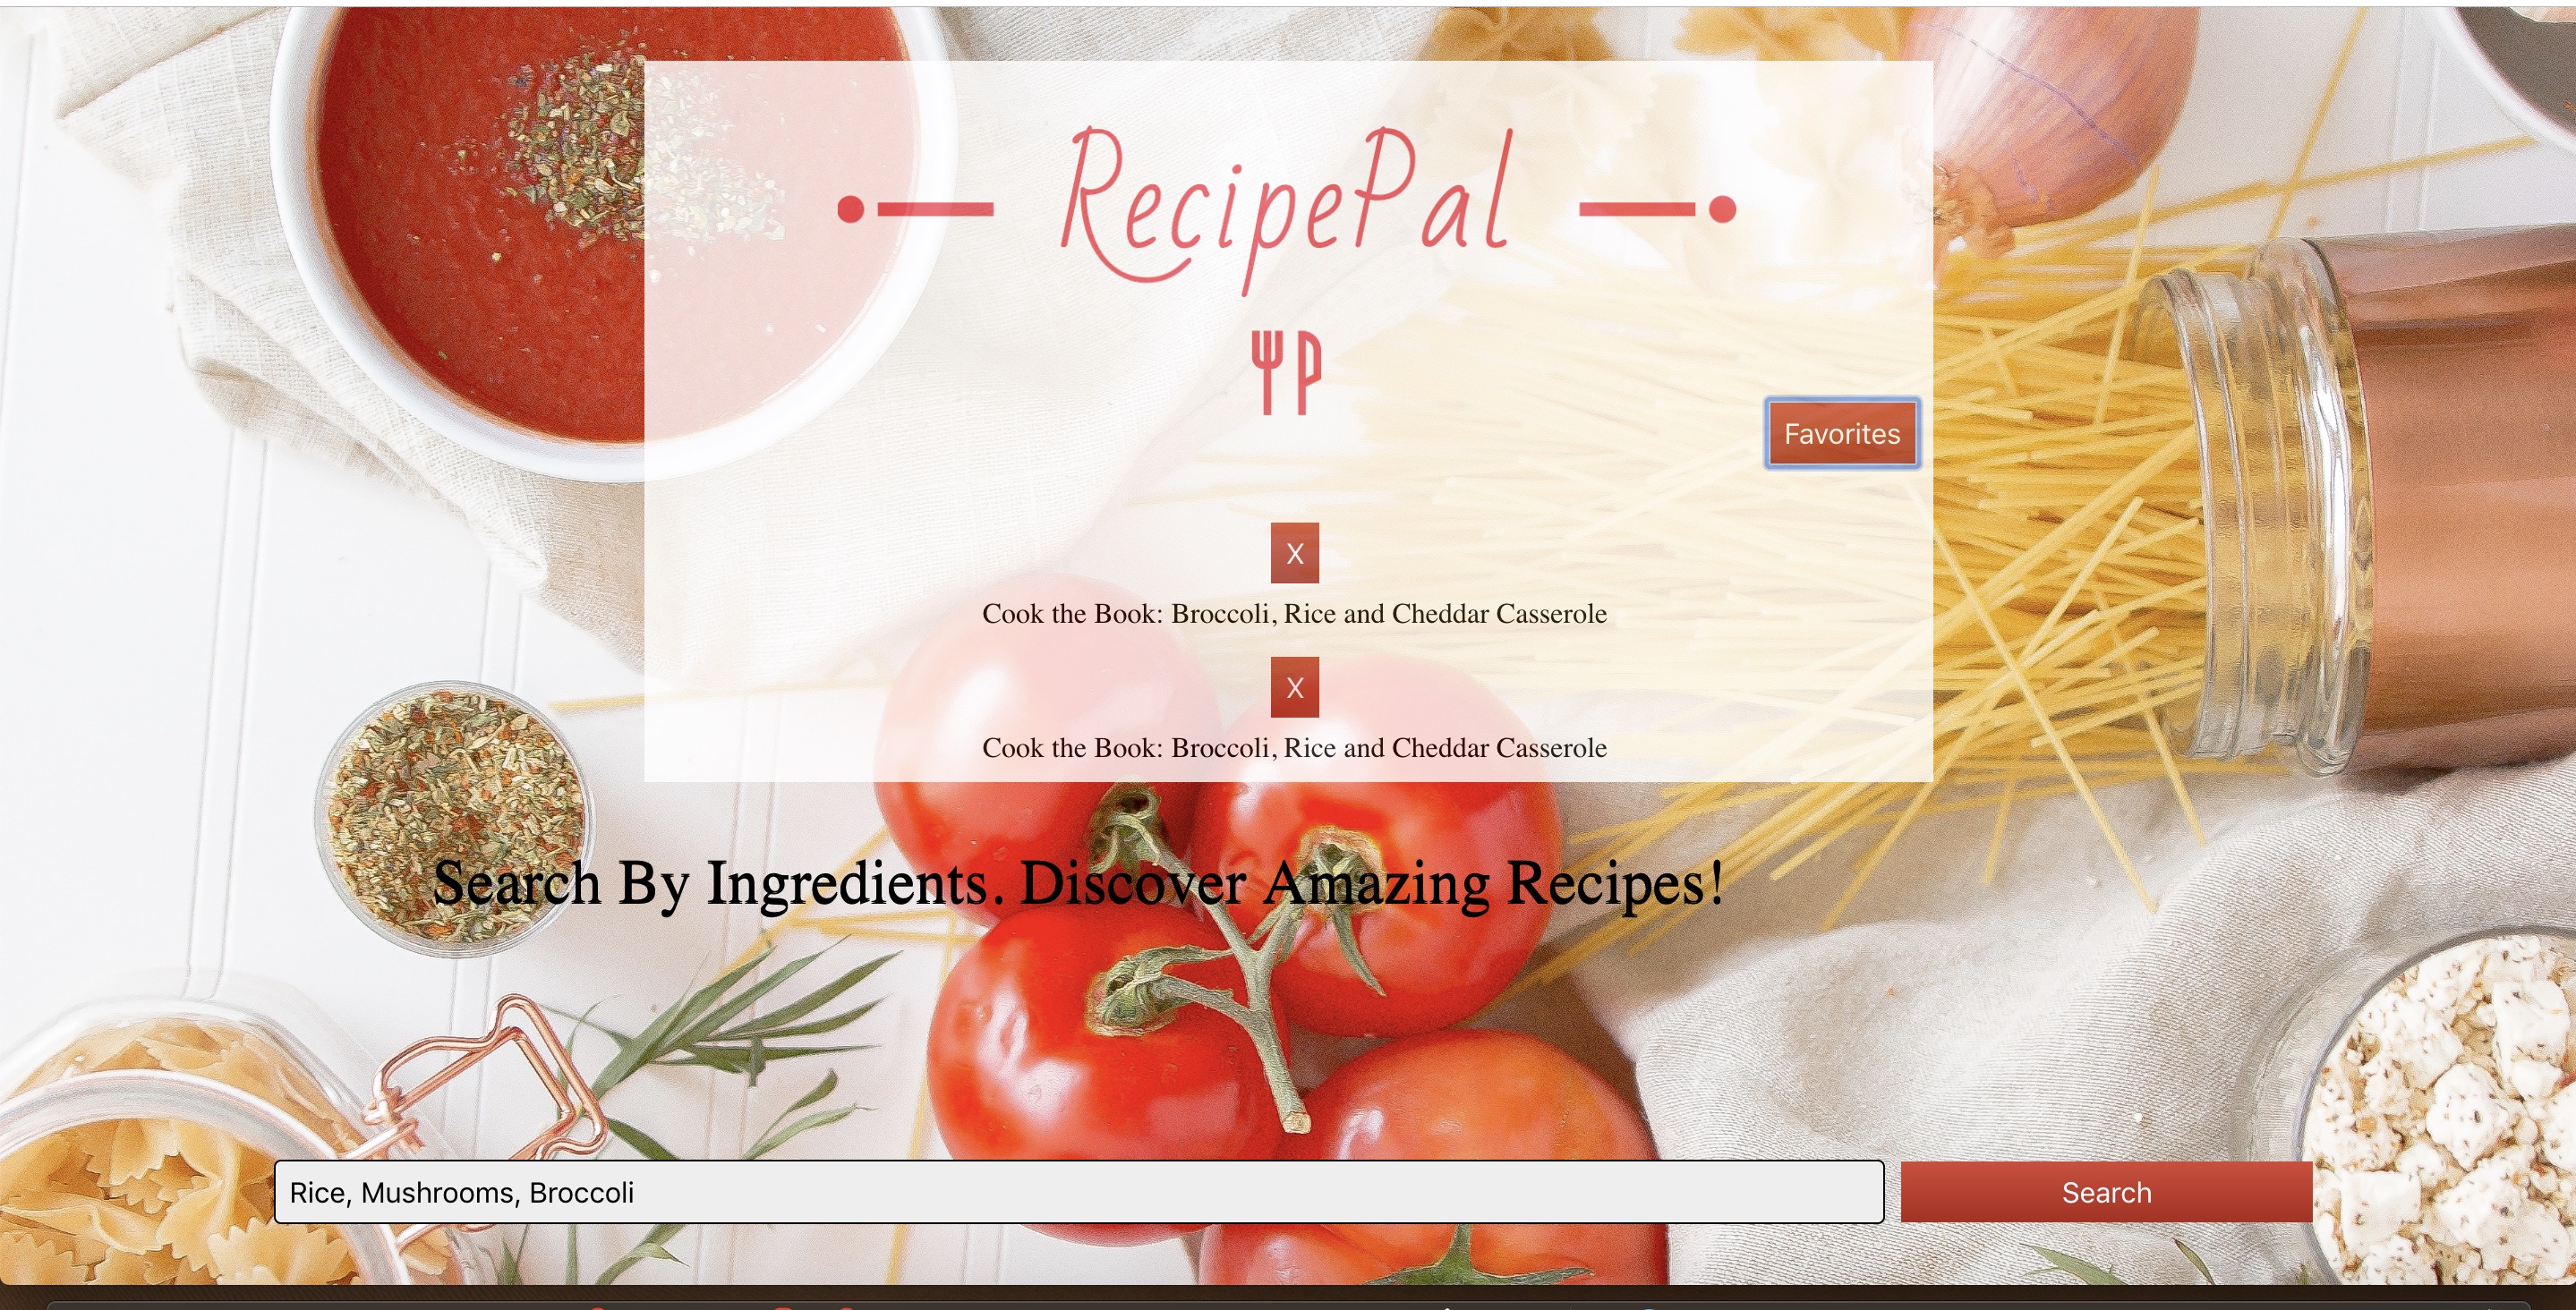 RecipePal
Favorites
X
Cook the Book: Broccoli, Rice and Cheddar Casserole
X
Cook the Book: Broccoli, Rice and Cheddar Casserole
Search By Ingredients. Discover Amazing Recipes!
Rice, Mushrooms, Broccoli
Search